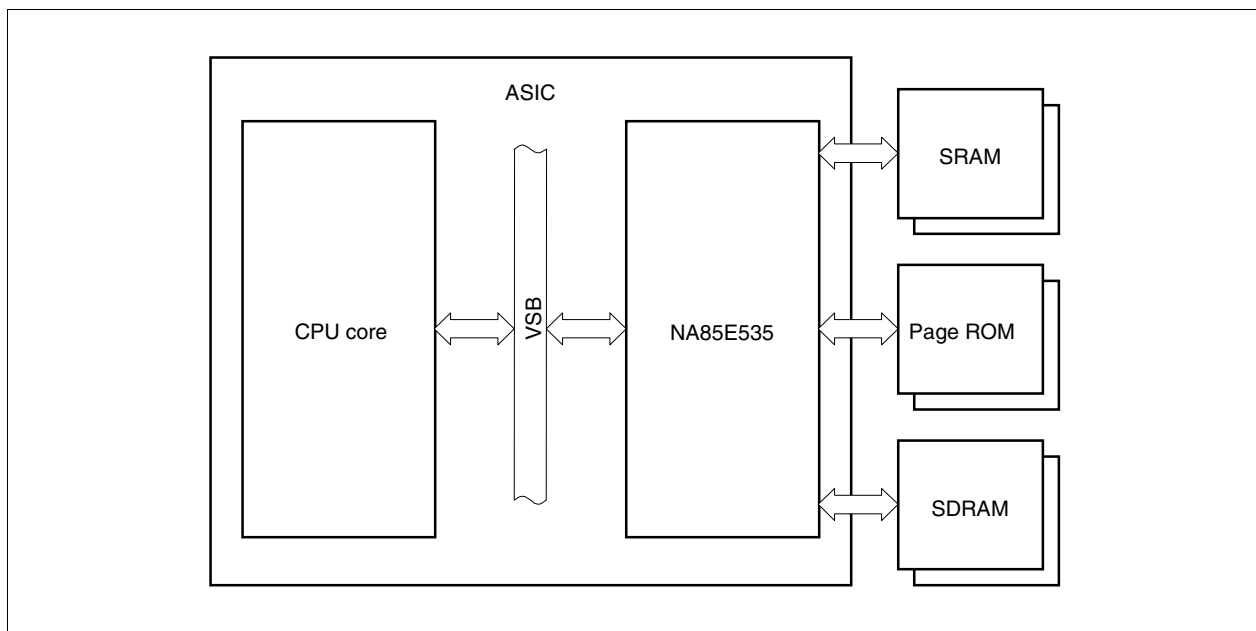 ASIC
CPU core
VSB
NA85E535
SRAM
Page ROM
SDRAM